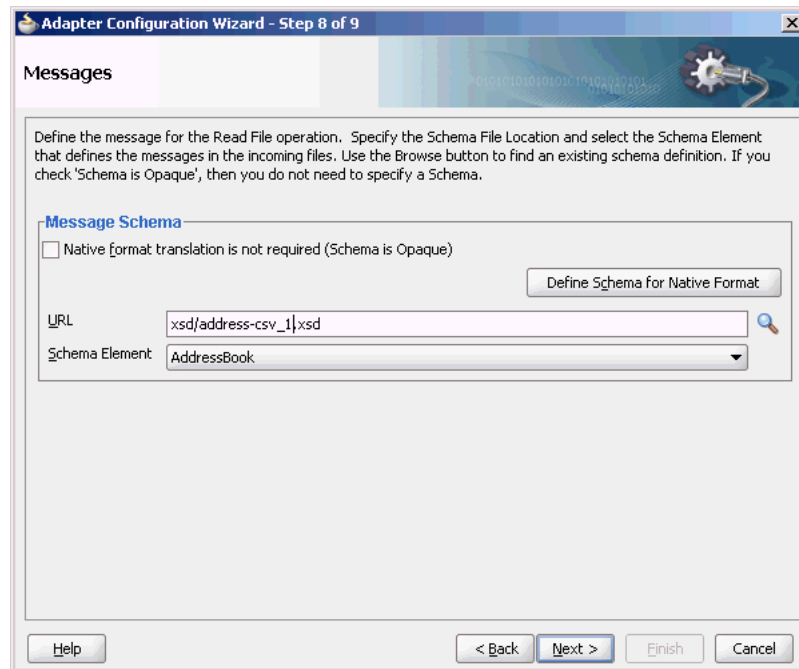 Adapter Configuration Wizard - Step 8 of 9
Messages
Define the message for the Read File operation.  Specify the Schema File Location and select the Schema Element
that defines the messages in the incoming files. Use the Browse button to find an existing schema definition. If you
check 'Schema is Opaque', then you do not need to specify a Schema.
Message Schema
Native format translation is not required (Schema is Opaque)
Define Schema for Native Format
URL xsd/address-csv_1.xsd
Schema Element AddressBook
Help < Back Next > Finish Cancel